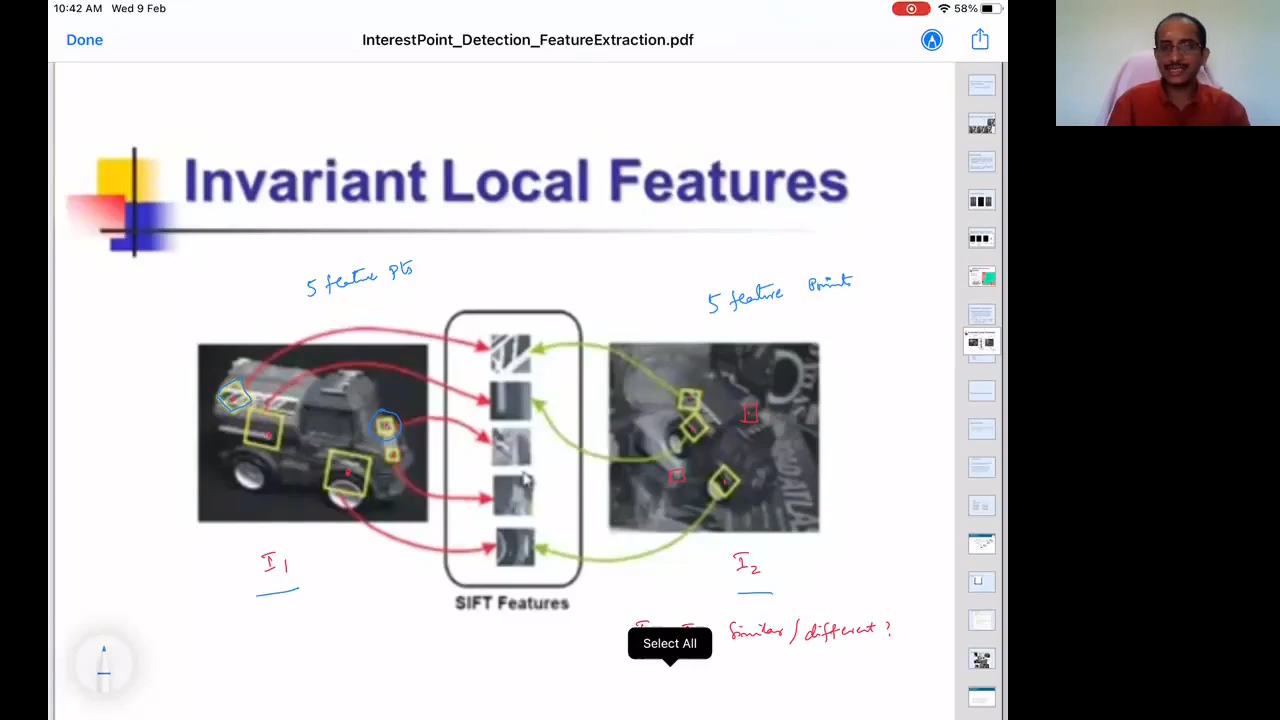 10:42 AM Wed 9 Feb
58%
Done
InterestPoint_Detection_FeatureExtraction.pdf
Invariant Local Features
5 feature pts
5 feature points
I1
I2
SIFT Features
Similar / different ?
Select All